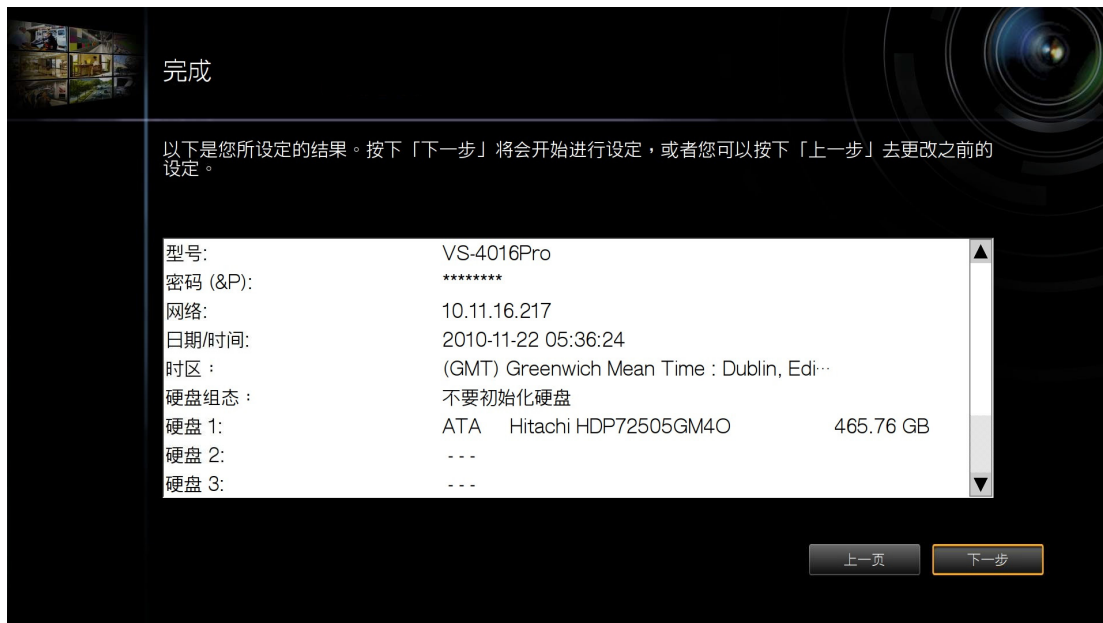 完成
以下是您所设定的结果。按下「下一步」将会开始进行设定，或者您可以按下「上一步」去更改之前的
设定。
型号: VS-4016Pro
密码 (&P): ********
网络: 10.11.16.217
日期/时间: 2010-11-22 05:36:24
时区： (GMT) Greenwich Mean Time : Dublin, Edi…
硬盘组态： 不要初始化硬盘
硬盘 1: ATA Hitachi HDP72505GM4O 465.76 GB
硬盘 2: - - -
硬盘 3: - - -
上一页 下一步